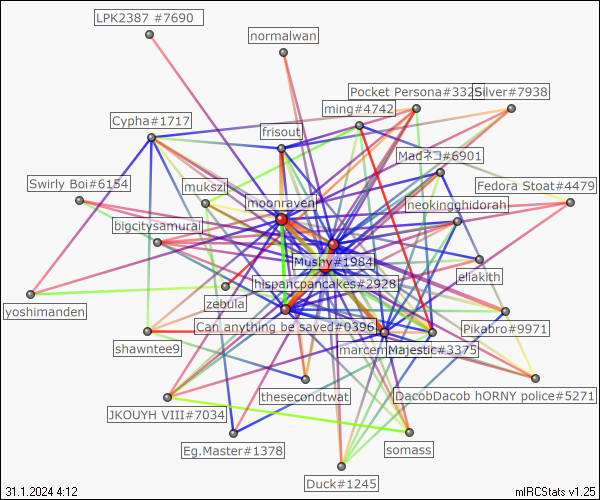 LPK2387 #7690
normalwan
Pocket Persona#3325
Silver#7938
ming#4742
Cypha#1717
frisout
Madネコ#6901
Swirly Boi#6154
mukszi
Fedora Stoat#4479
moonraven
neokingghidorah
bigcitysamurai
Mushy#1984
eliakith
hispancpancakes#2928
yoshimanden
zebula
Can anything be saved#0396
Pikabro#9971
shawntee9
Majestic#3375
thesecondtwat
DacobDacob hORNY police#5271
JKOUYH VIII#7034
Eg.Master#1378
somass
Duck#1245
31.1.2024 4:12
mIRCStats v1.25